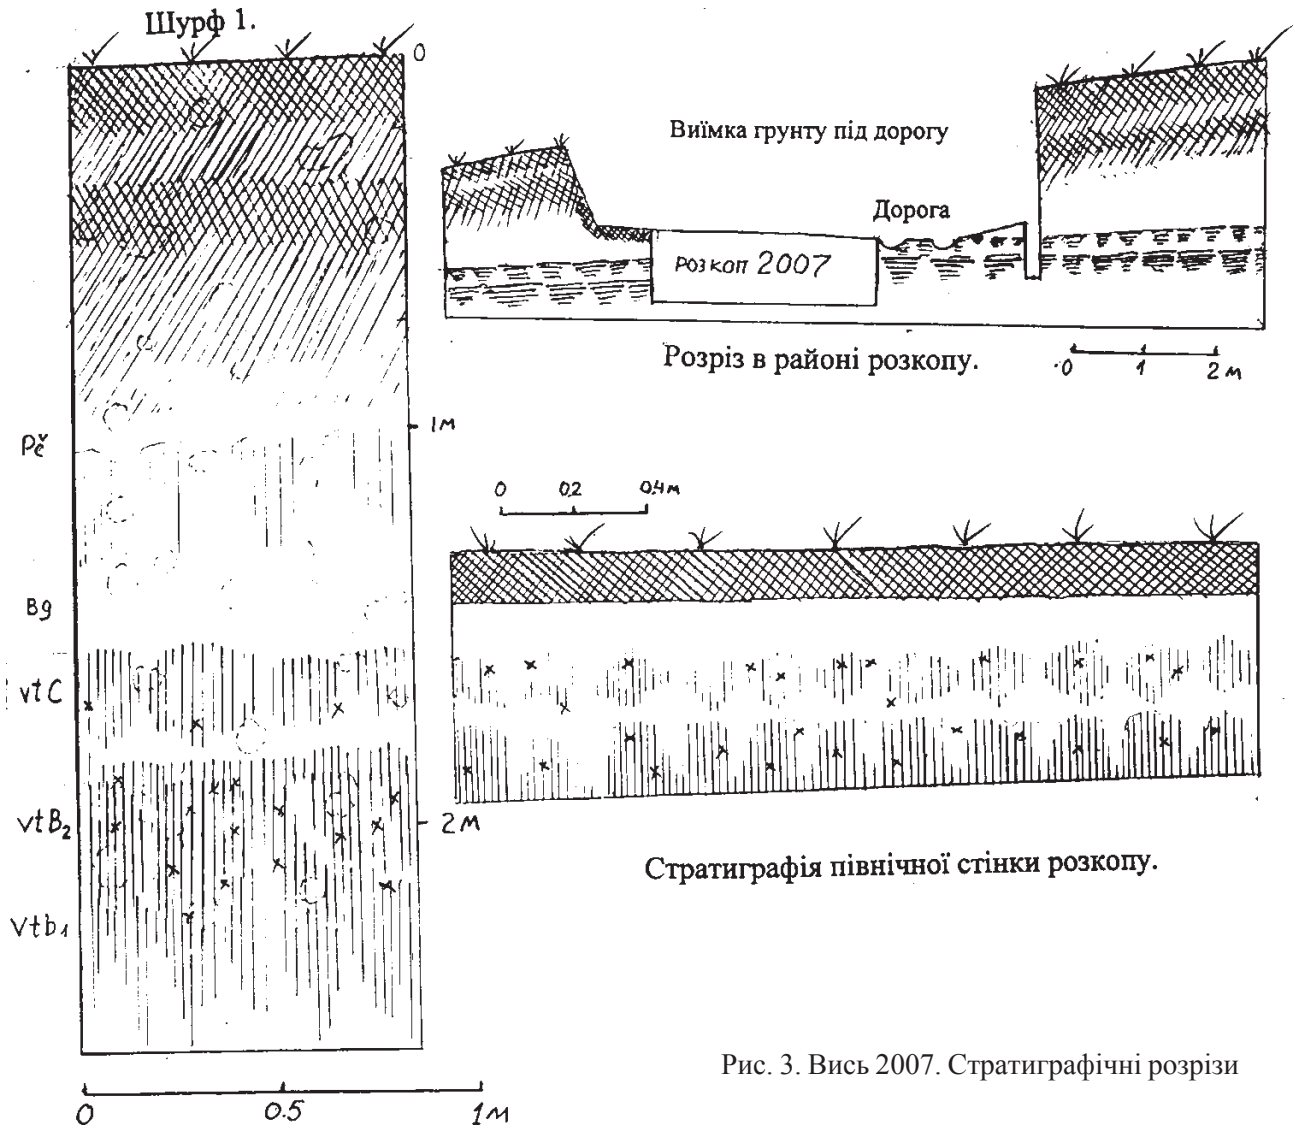 Шурф 1.
0
1м
2м
Рĕ
Bg
vtC
vtB₂
Vtb₁
0 0.5 1м
Виїмка грунту під дорогу
Дорога
РОЗКОП 2007
Розріз в районі розкопу.
0 1 2м
0 0.2 0.4м
Стратиграфія північної стінки розкопу.
Рис. 3. Вись 2007. Стратиграфічні розрізи